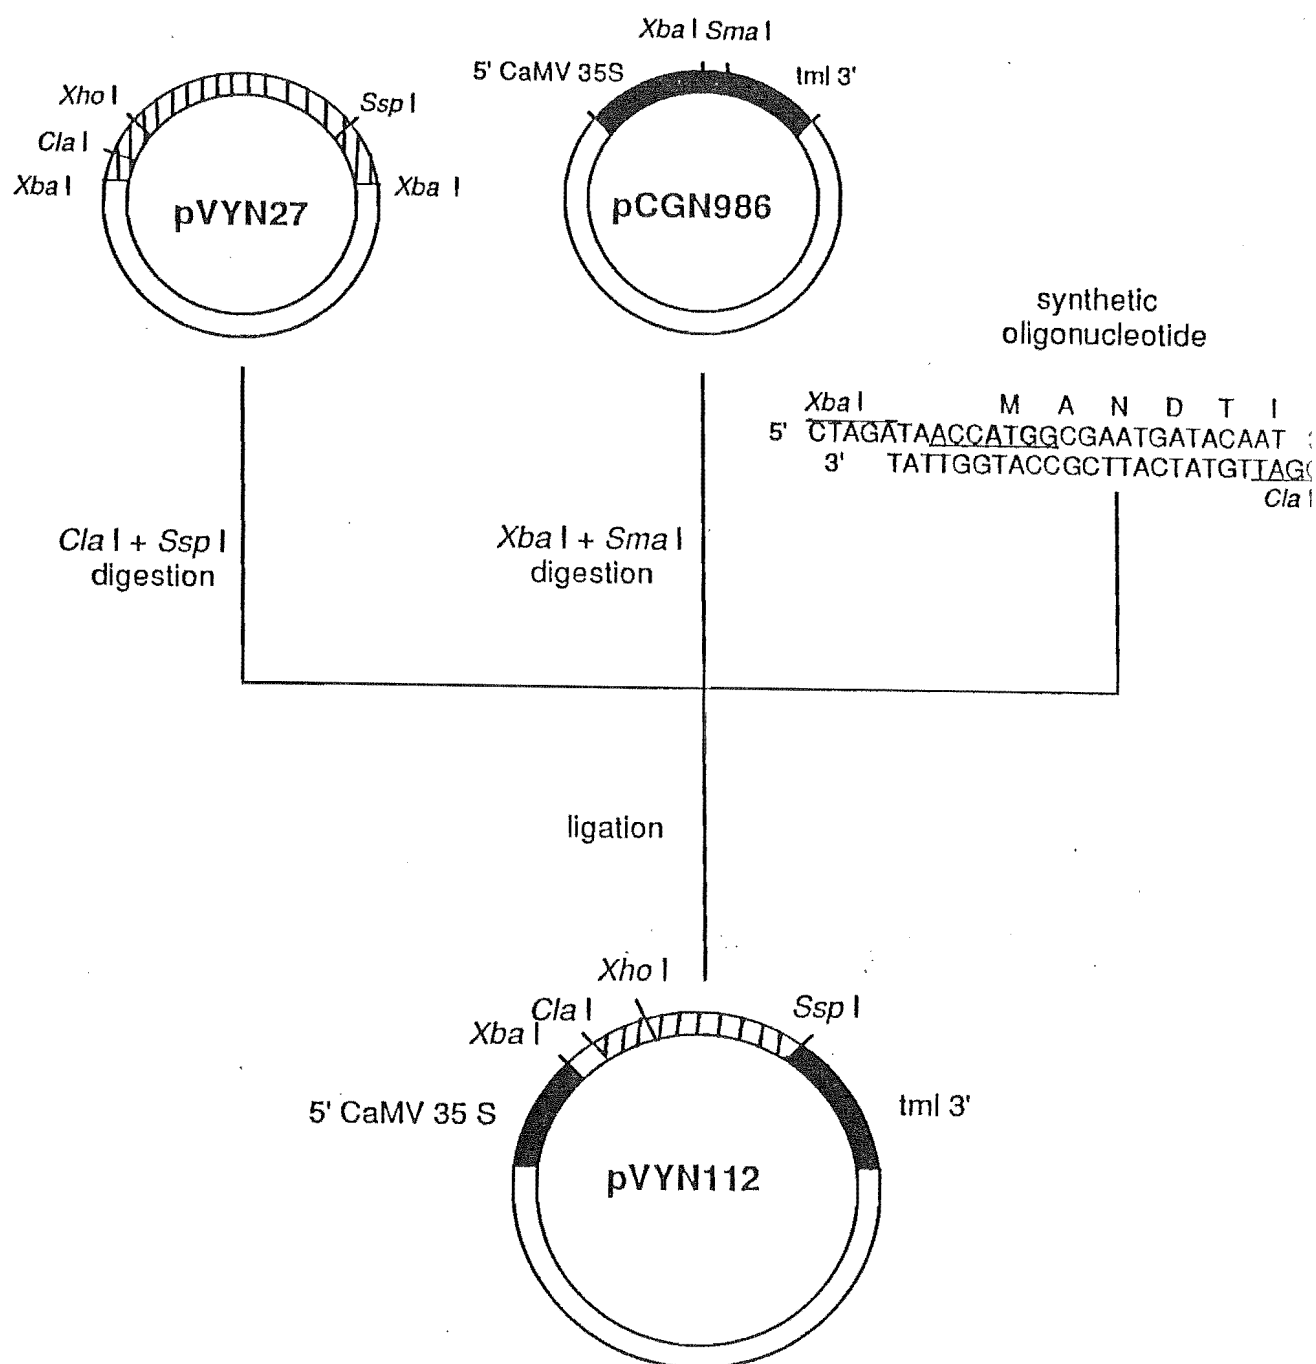 Xba I Sma I
5' CaMV 35S
tml 3'
Xho I
Ssp I
Cla I
Xba I
Xba I
pVYN27
pCGN986
synthetic
oligonucleotide
Xba I
M A N D T I
5' CTAGATAACCATGGCGAATGATACAAT
3' TATTGGTACCGCTTACTATGTTAGC
Cla I
Cla I + Ssp I
digestion
Xba I + Sma I
digestion
ligation
Xho I
Cla I
Ssp I
Xba I
5' CaMV 35 S
tml 3'
pVYN112